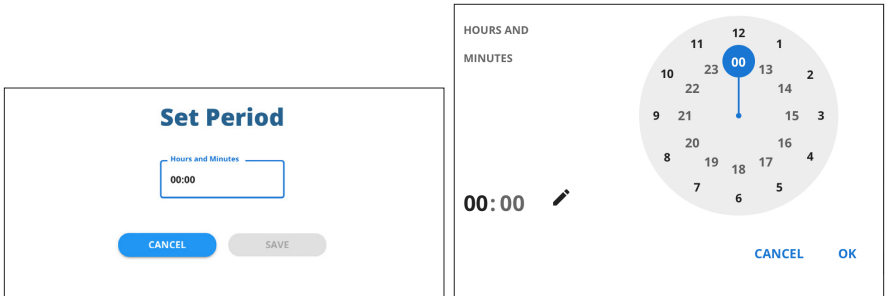 Set Period
Hours and Minutes
00:00
CANCEL SAVE
HOURS AND
MINUTES
12
11 1
00
23 13
10 2
22 14
9 21 15 3
20 16
8 4
19 17
18
7 5
6
00:00
CANCEL OK